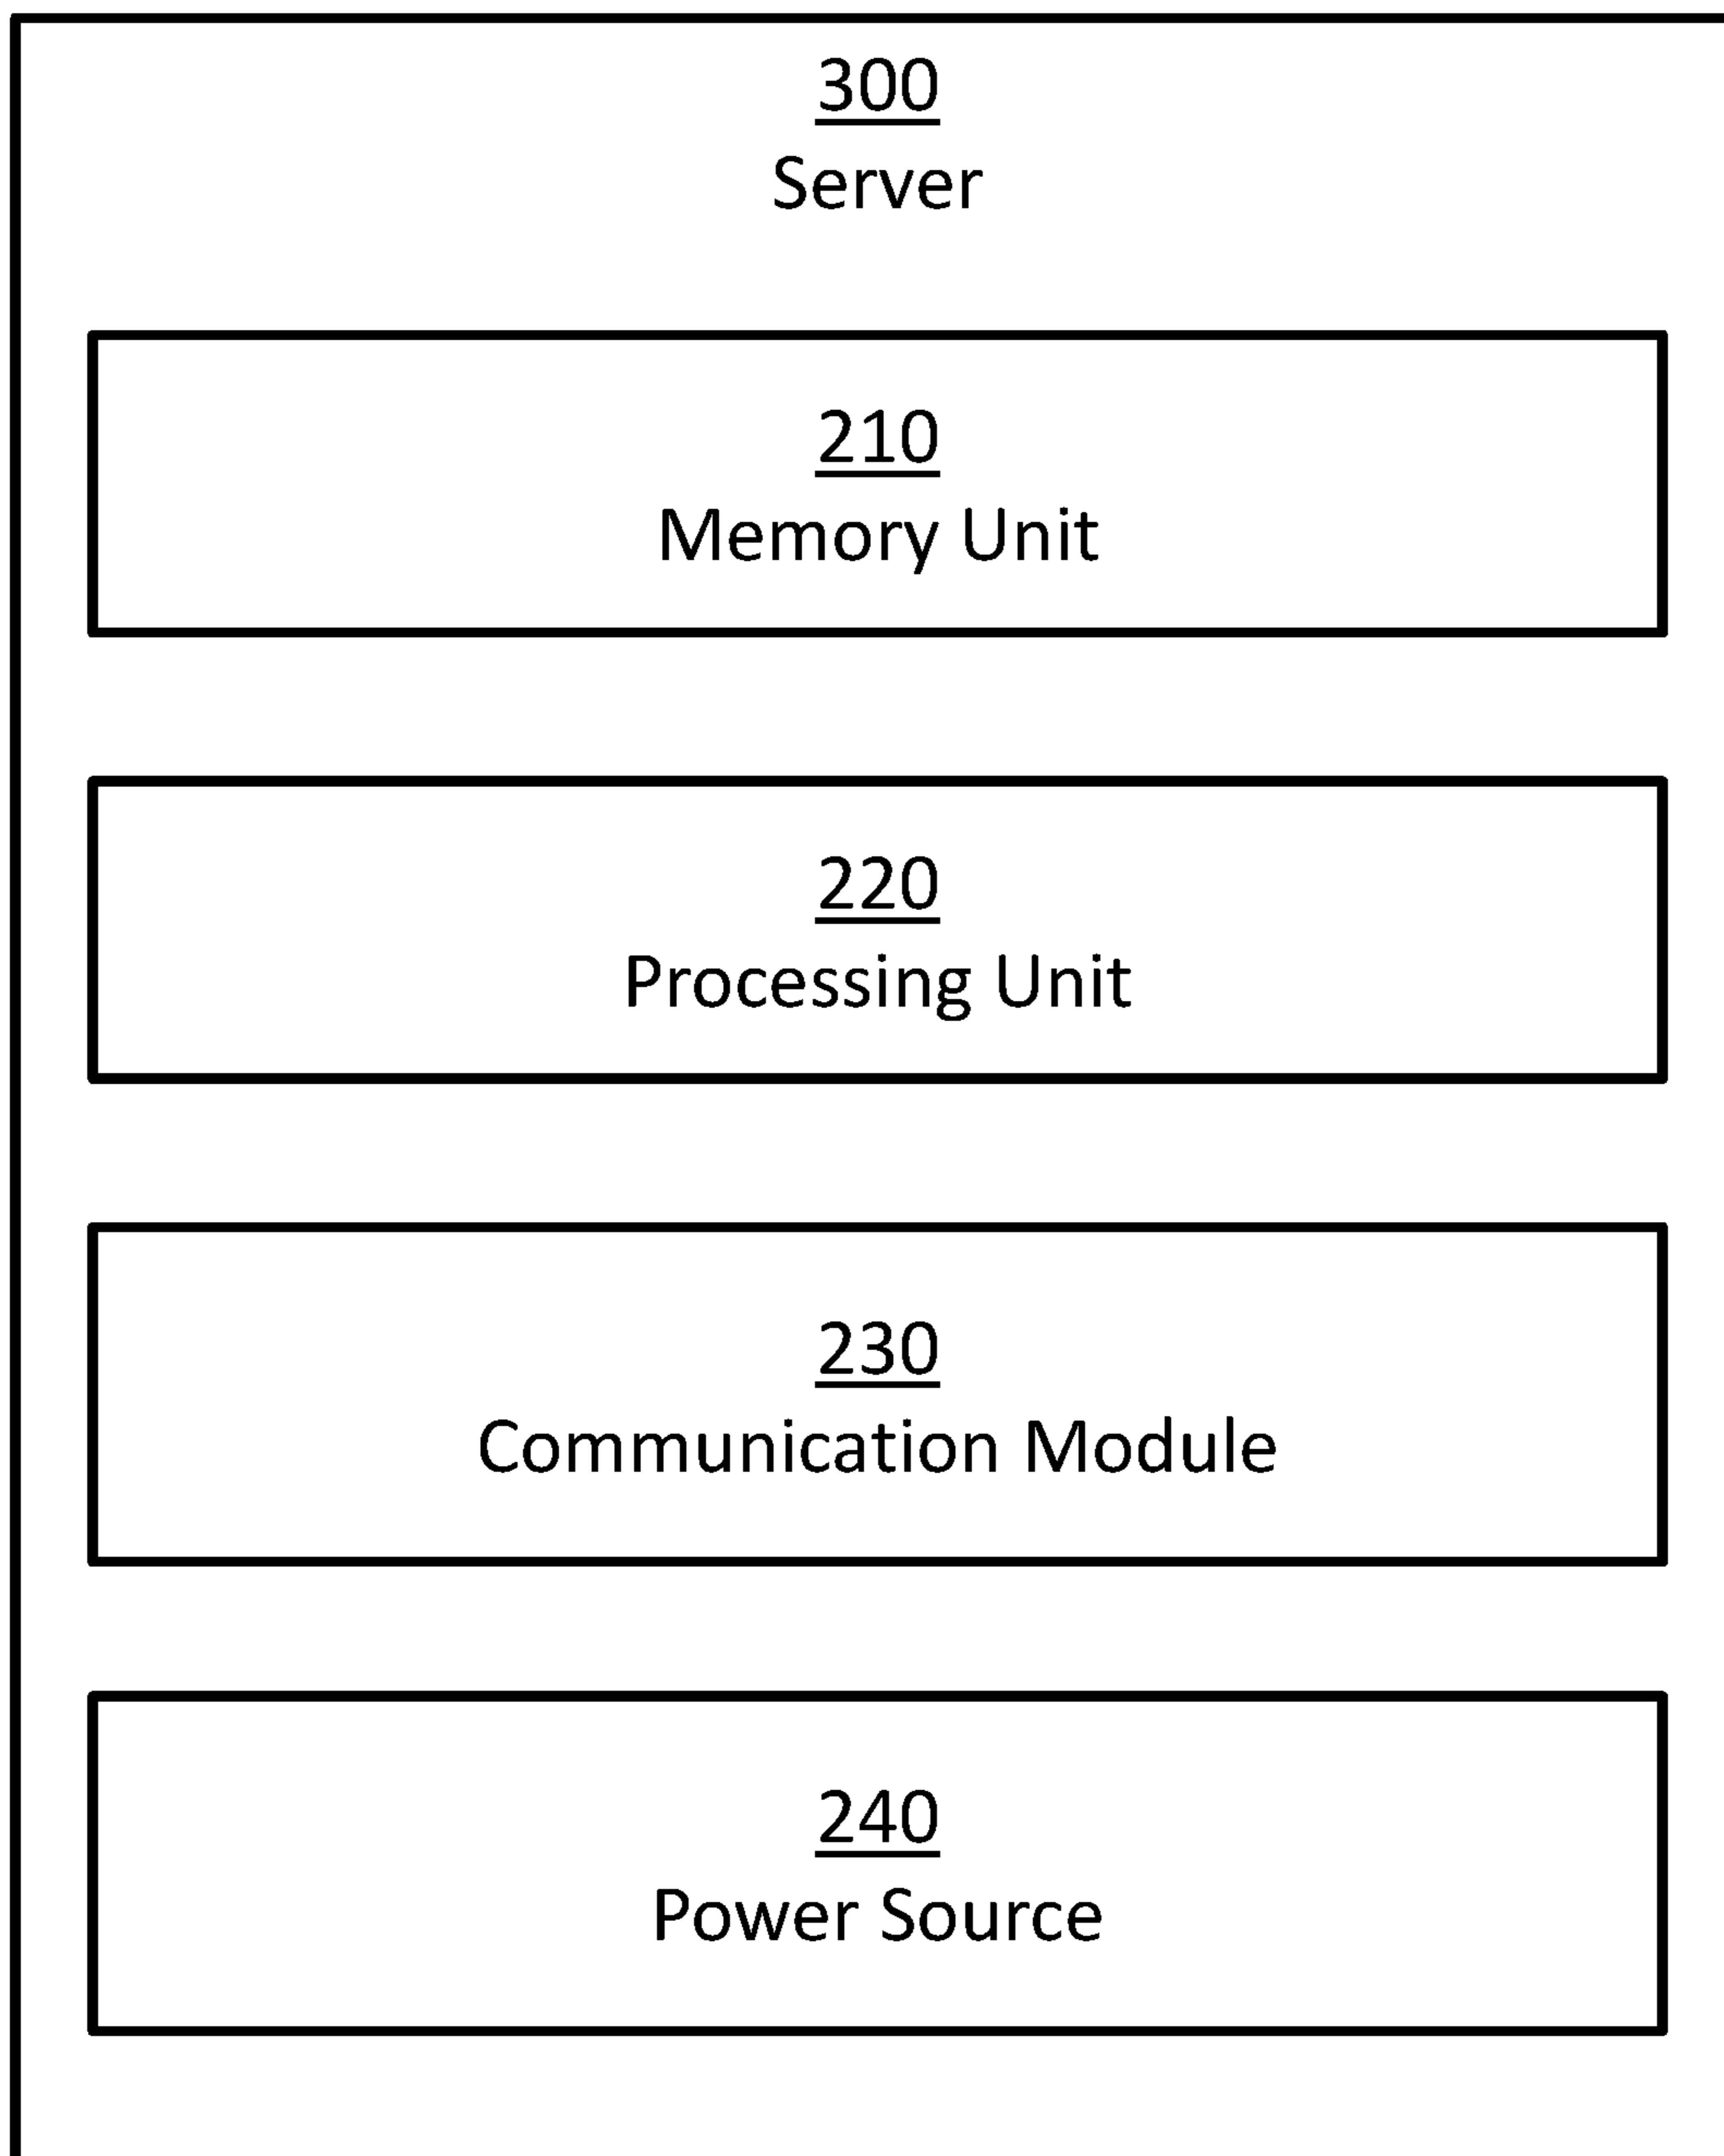 300
Server
210
Memory Unit
220
Processing Unit
230
Communication Module
240
Power Source